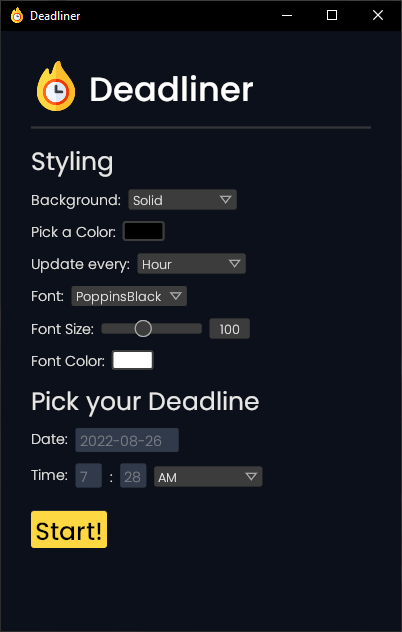 Deadliner
Deadliner
Styling
Background: Solid
Pick a Color:
Update every: Hour
Font: PoppinsBlack
Font Size: 100
Font Color:
Pick your Deadline
Date: 2022-08-26
Time: 7 : 28 AM
Start!